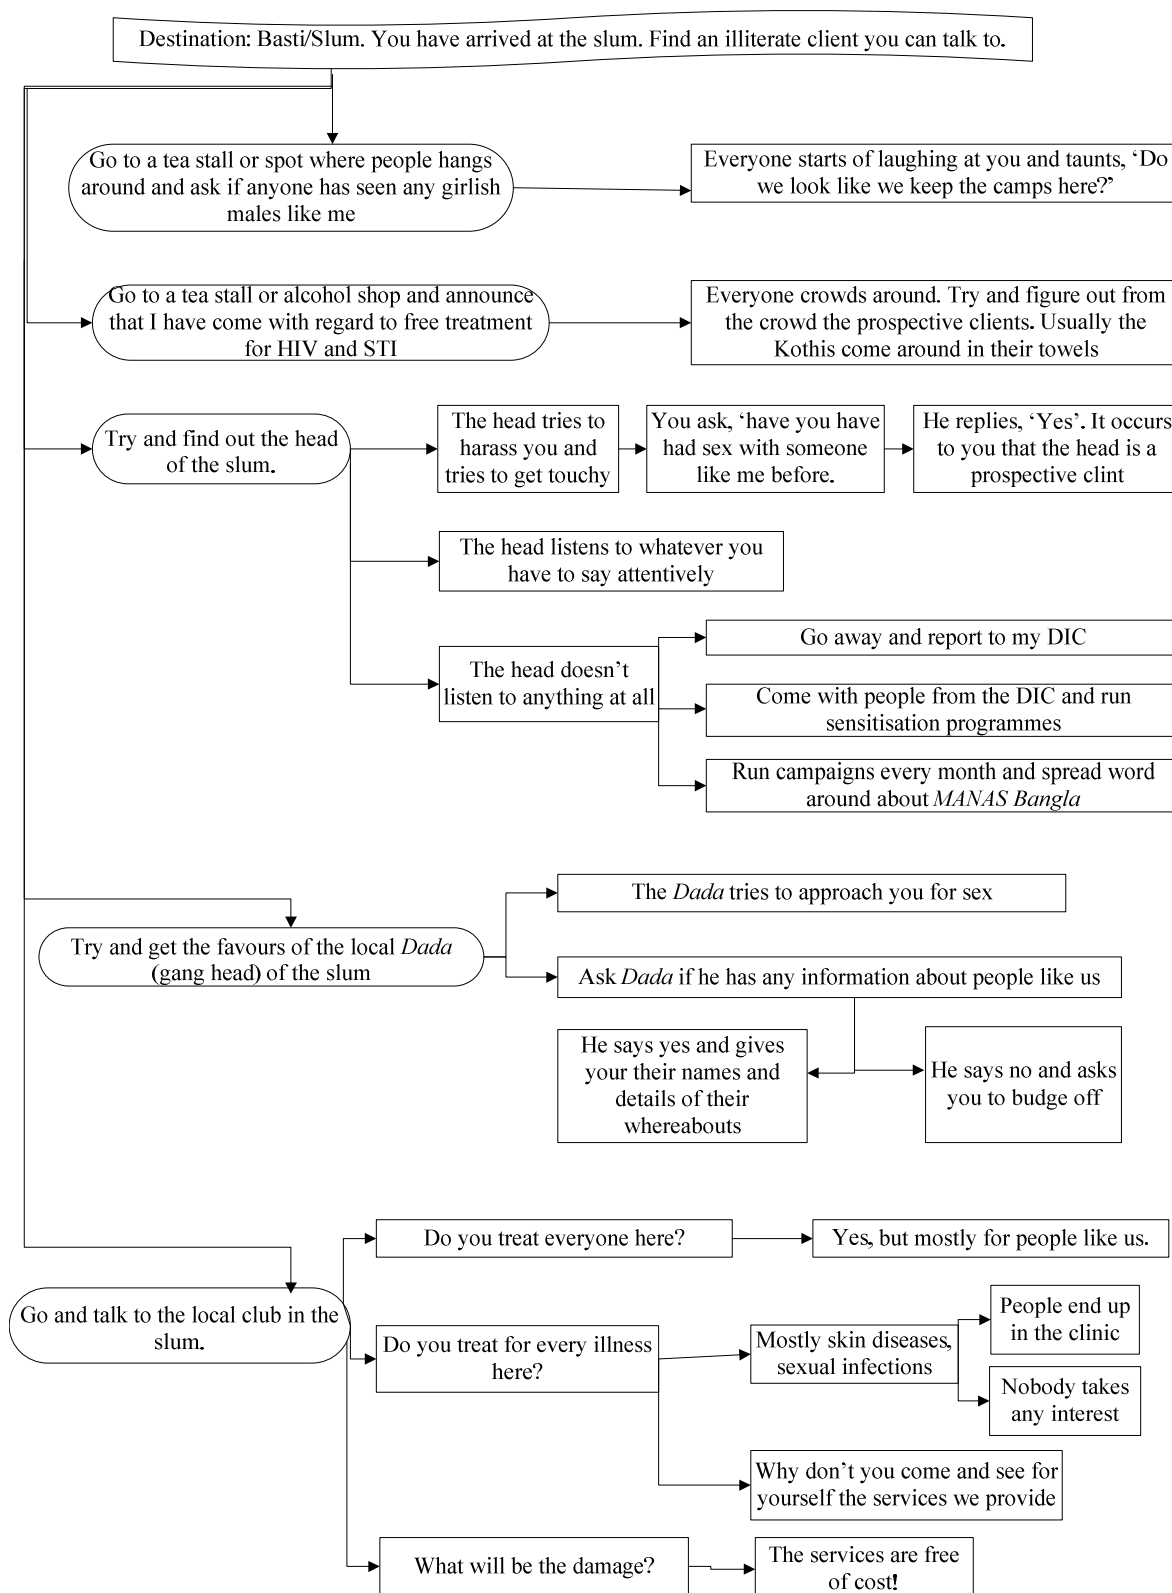 Destination: Basti/Slum. You have arrived at the slum. Find an illiterate client you can talk to.
Go to a tea stall or spot where people hangs
around and ask if anyone has seen any girlish
males like me
Everyone starts of laughing at you and taunts, ‘Do
we look like we keep the camps here?’
Go to a tea stall or alcohol shop and announce
that I have come with regard to free treatment
for HIV and STI
Everyone crowds around. Try and figure out from
the crowd the prospective clients. Usually the
Kothis come around in their towels
Try and find out the head
of the slum.
The head tries to
harass you and
tries to get touchy
You ask, ‘have you have
had sex with someone
like me before.
He replies, ‘Yes’. It occurs
to you that the head is a
prospective clint
The head listens to whatever you
have to say attentively
The head doesn’t
listen to anything at all
Go away and report to my DIC
Come with people from the DIC and run
sensitisation programmes
Run campaigns every month and spread word
around about MANAS Bangla
Try and get the favours of the local Dada
(gang head) of the slum
The Dada tries to approach you for sex
Ask Dada if he has any information about people like us
He says yes and gives
your their names and
details of their
whereabouts
He says no and asks
you to budge off
Go and talk to the local club in the
slum.
Do you treat everyone here?
Yes, but mostly for people like us.
Do you treat for every illness
here?
Mostly skin diseases,
sexual infections
People end up
in the clinic
Nobody takes
any interest
Why don’t you come and see for
yourself the services we provide
What will be the damage?
The services are free
of cost!